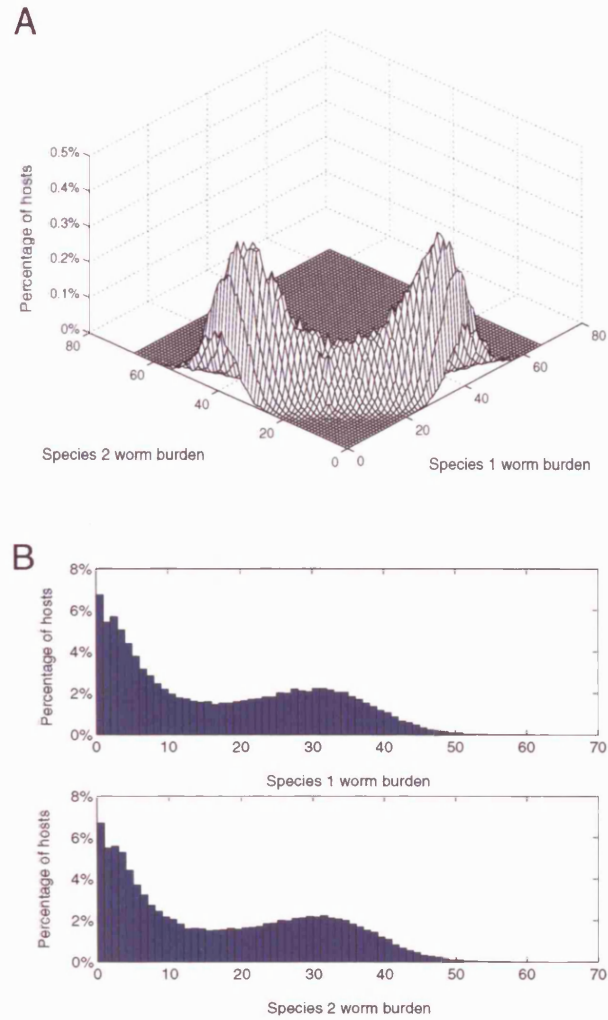 A
Percentage of hosts
0.5%
0.4%
0.3%
0.2%
0.1%
0%
80
60
40
20
0
Species 2 worm burden
0
20
40
60
80
Species 1 worm burden
B
Percentage of hosts
8%
6%
4%
2%
0%
0 10 20 30 40 50 60 70
Species 1 worm burden
Percentage of hosts
8%
6%
4%
2%
0%
0 10 20 30 40 50 60 70
Species 2 worm burden